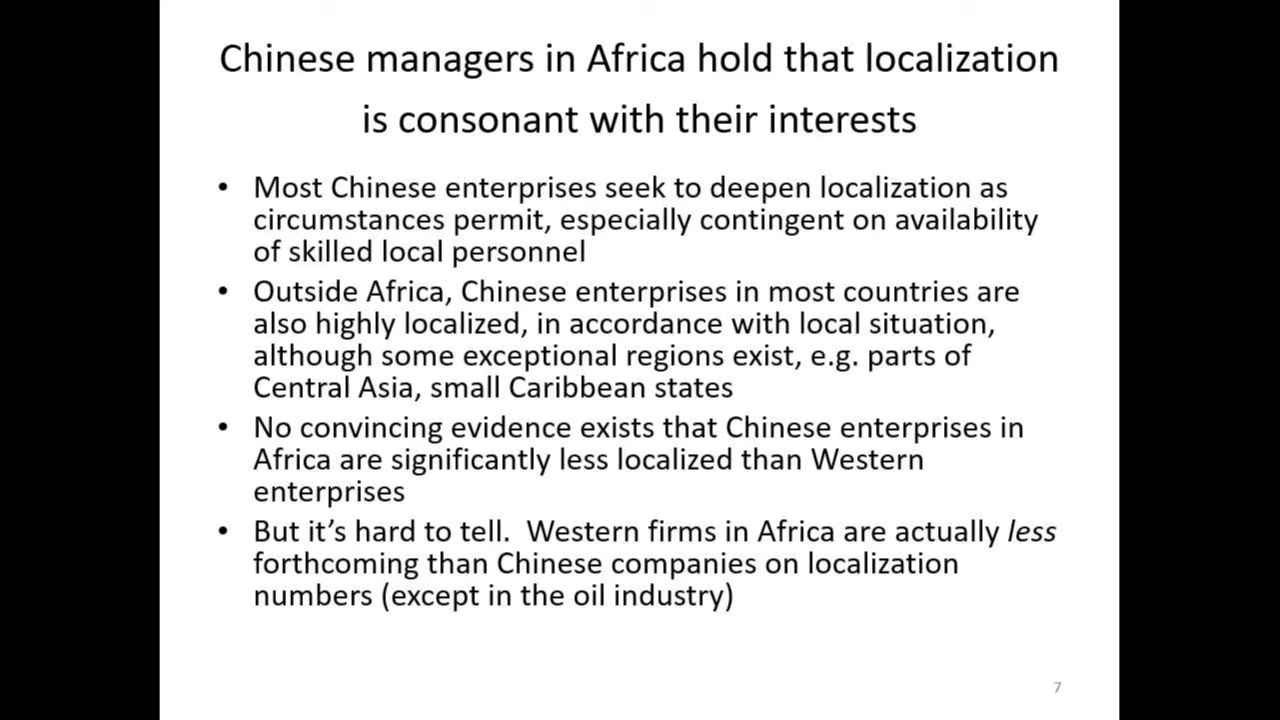 Chinese managers in Africa hold that localization
is consonant with their interests
• Most Chinese enterprises seek to deepen localization as
circumstances permit, especially contingent on availability
of skilled local personnel
• Outside Africa, Chinese enterprises in most countries are
also highly localized, in accordance with local situation,
although some exceptional regions exist, e.g. parts of
Central Asia, small Caribbean states
• No convincing evidence exists that Chinese enterprises in
Africa are significantly less localized than Western
enterprises
• But it’s hard to tell.  Western firms in Africa are actually less
forthcoming than Chinese companies on localization
numbers (except in the oil industry)
7